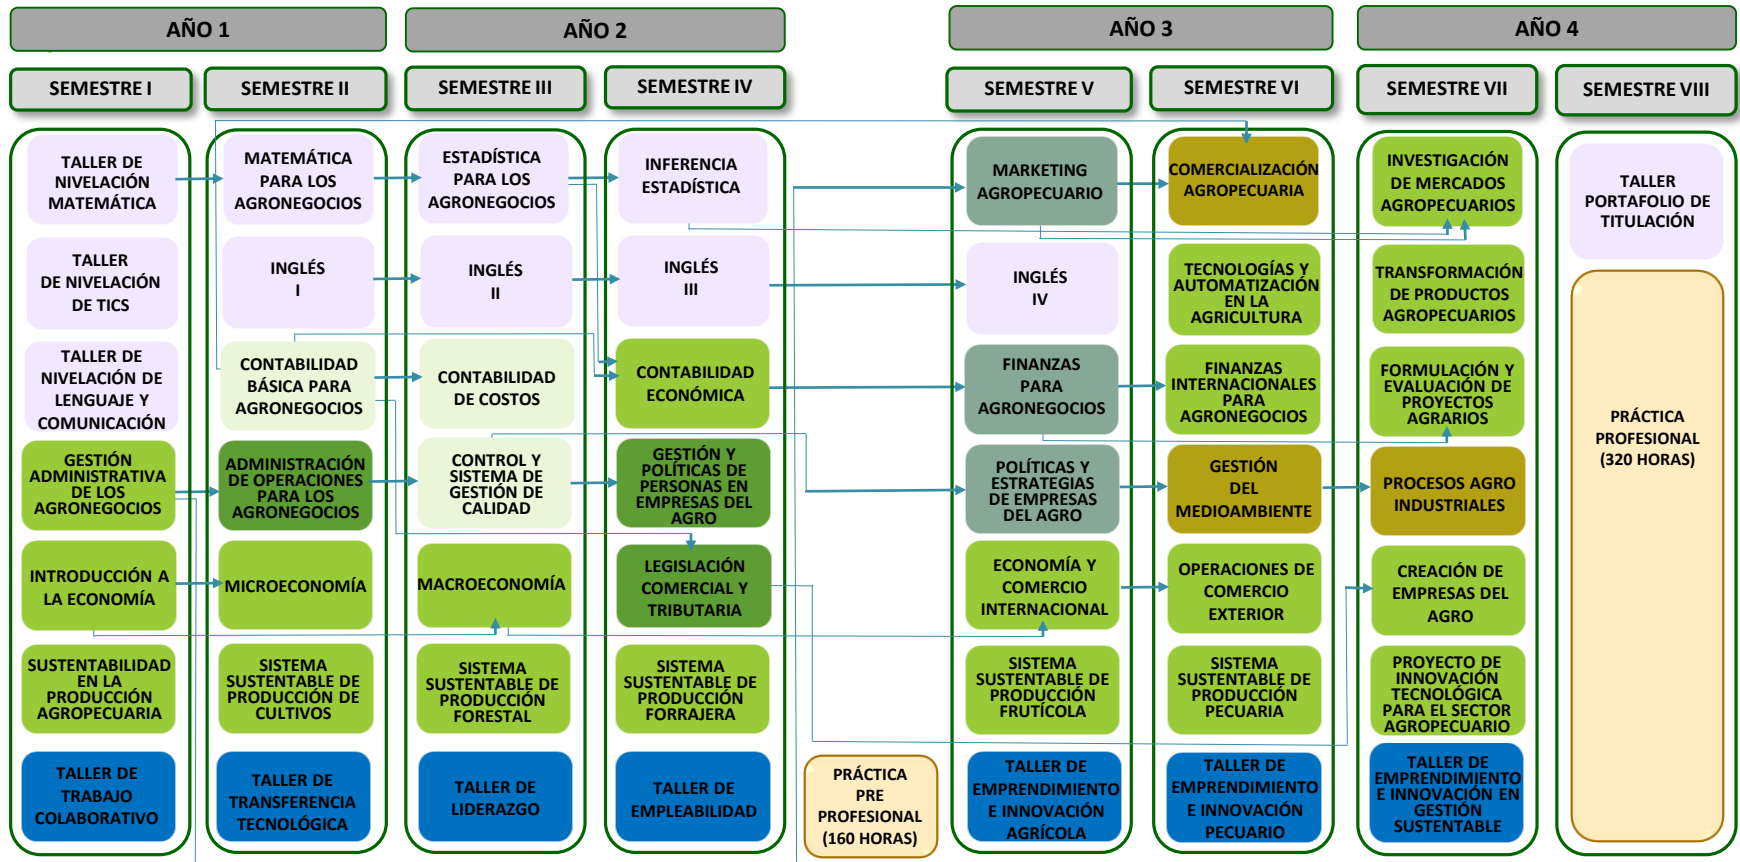 AÑO 1
AÑO 2
AÑO 3
AÑO 4
SEMESTRE I
SEMESTRE II
SEMESTRE III
SEMESTRE IV
SEMESTRE V
SEMESTRE VI
SEMESTRE VII
SEMESTRE VIII
TALLER DE
NIVELACIÓN
MATEMÁTICA
TALLER
DE NIVELACIÓN
DE TICS
TALLER DE
NIVELACIÓN DE
LENGUAJE Y
COMUNICACIÓN
GESTIÓN
ADMINISTRATIVA
DE LOS
AGRONEGOCIOS
INTRODUCCIÓN A
LA ECONOMÍA
SUSTENTABILIDAD
EN LA
PRODUCCIÓN
AGROPECUARIA
TALLER DE
TRABAJO
COLABORATIVO
MATEMÁTICA
PARA LOS
AGRONEGOCIOS
INGLÉS
I
CONTABILIDAD
BÁSICA PARA
AGRONEGOCIOS
ADMINISTRACIÓN
DE OPERACIONES
PARA LOS
AGRONEGOCIOS
MICROECONOMÍA
SISTEMA
SUSTENTABLE DE
PRODUCCIÓN DE
CULTIVOS
TALLER DE
TRANSFERENCIA
TECNOLÓGICA
ESTADÍSTICA
PARA LOS
AGRONEGOCIOS
INGLÉS
II
CONTABILIDAD
DE COSTOS
CONTROL Y
SISTEMA DE
GESTIÓN DE
CALIDAD
MACROECONOMÍA
SISTEMA
SUSTENTABLE DE
PRODUCCIÓN
FORESTAL
TALLER DE
LIDERAZGO
INFERENCIA
ESTADÍSTICA
INGLÉS
III
CONTABILIDAD
ECONÓMICA
GESTIÓN Y
POLÍTICAS DE
PERSONAS EN
EMPRESAS DEL
AGRO
LEGISLACIÓN
COMERCIAL Y
TRIBUTARIA
SISTEMA
SUSTENTABLE DE
PRODUCCIÓN
FORRAJERA
TALLER DE
EMPLEABILIDAD
PRÁCTICA
PRE
PROFESIONAL
(160 HORAS)
MARKETING
AGROPECUARIO
INGLÉS
IV
FINANZAS
PARA
AGRONEGOCIOS
POLÍTICAS Y
ESTRATEGIAS
DE EMPRESAS
DEL AGRO
ECONOMÍA Y
COMERCIO
INTERNACIONAL
SISTEMA
SUSTENTABLE DE
PRODUCCIÓN
FRUTÍCOLA
TALLER DE
EMPRENDIMIENTO
E INNOVACIÓN
AGRÍCOLA
COMERCIALIZACIÓN
AGROPECUARIA
TECNOLOGÍAS Y
AUTOMATIZACIÓN
EN LA
AGRICULTURA
FINANZAS
INTERNACIONALES
PARA
AGRONEGOCIOS
GESTIÓN
DEL
MEDIOAMBIENTE
OPERACIONES DE
COMERCIO
EXTERIOR
SISTEMA
SUSTENTABLE DE
PRODUCCIÓN
PECUARIA
TALLER DE
EMPRENDIMIENTO
E INNOVACIÓN
PECUARIO
INVESTIGACIÓN
DE MERCADOS
AGROPECUARIOS
TRANSFORMACIÓN
DE PRODUCTOS
AGROPECUARIOS
FORMULACIÓN Y
EVALUACIÓN DE
PROYECTOS
AGRARIOS
PROCESOS AGRO
INDUSTRIALES
CREACIÓN DE
EMPRESAS DEL
AGRO
PROYECTO DE
INNOVACIÓN
TECNOLÓGICA
PARA EL SECTOR
AGROPECUARIO
TALLER DE
EMPRENDIMIENTO
E INNOVACIÓN EN
GESTIÓN
SUSTENTABLE
TALLER
PORTAFOLIO DE
TITULACIÓN
PRÁCTICA
PROFESIONAL
(320 HORAS)